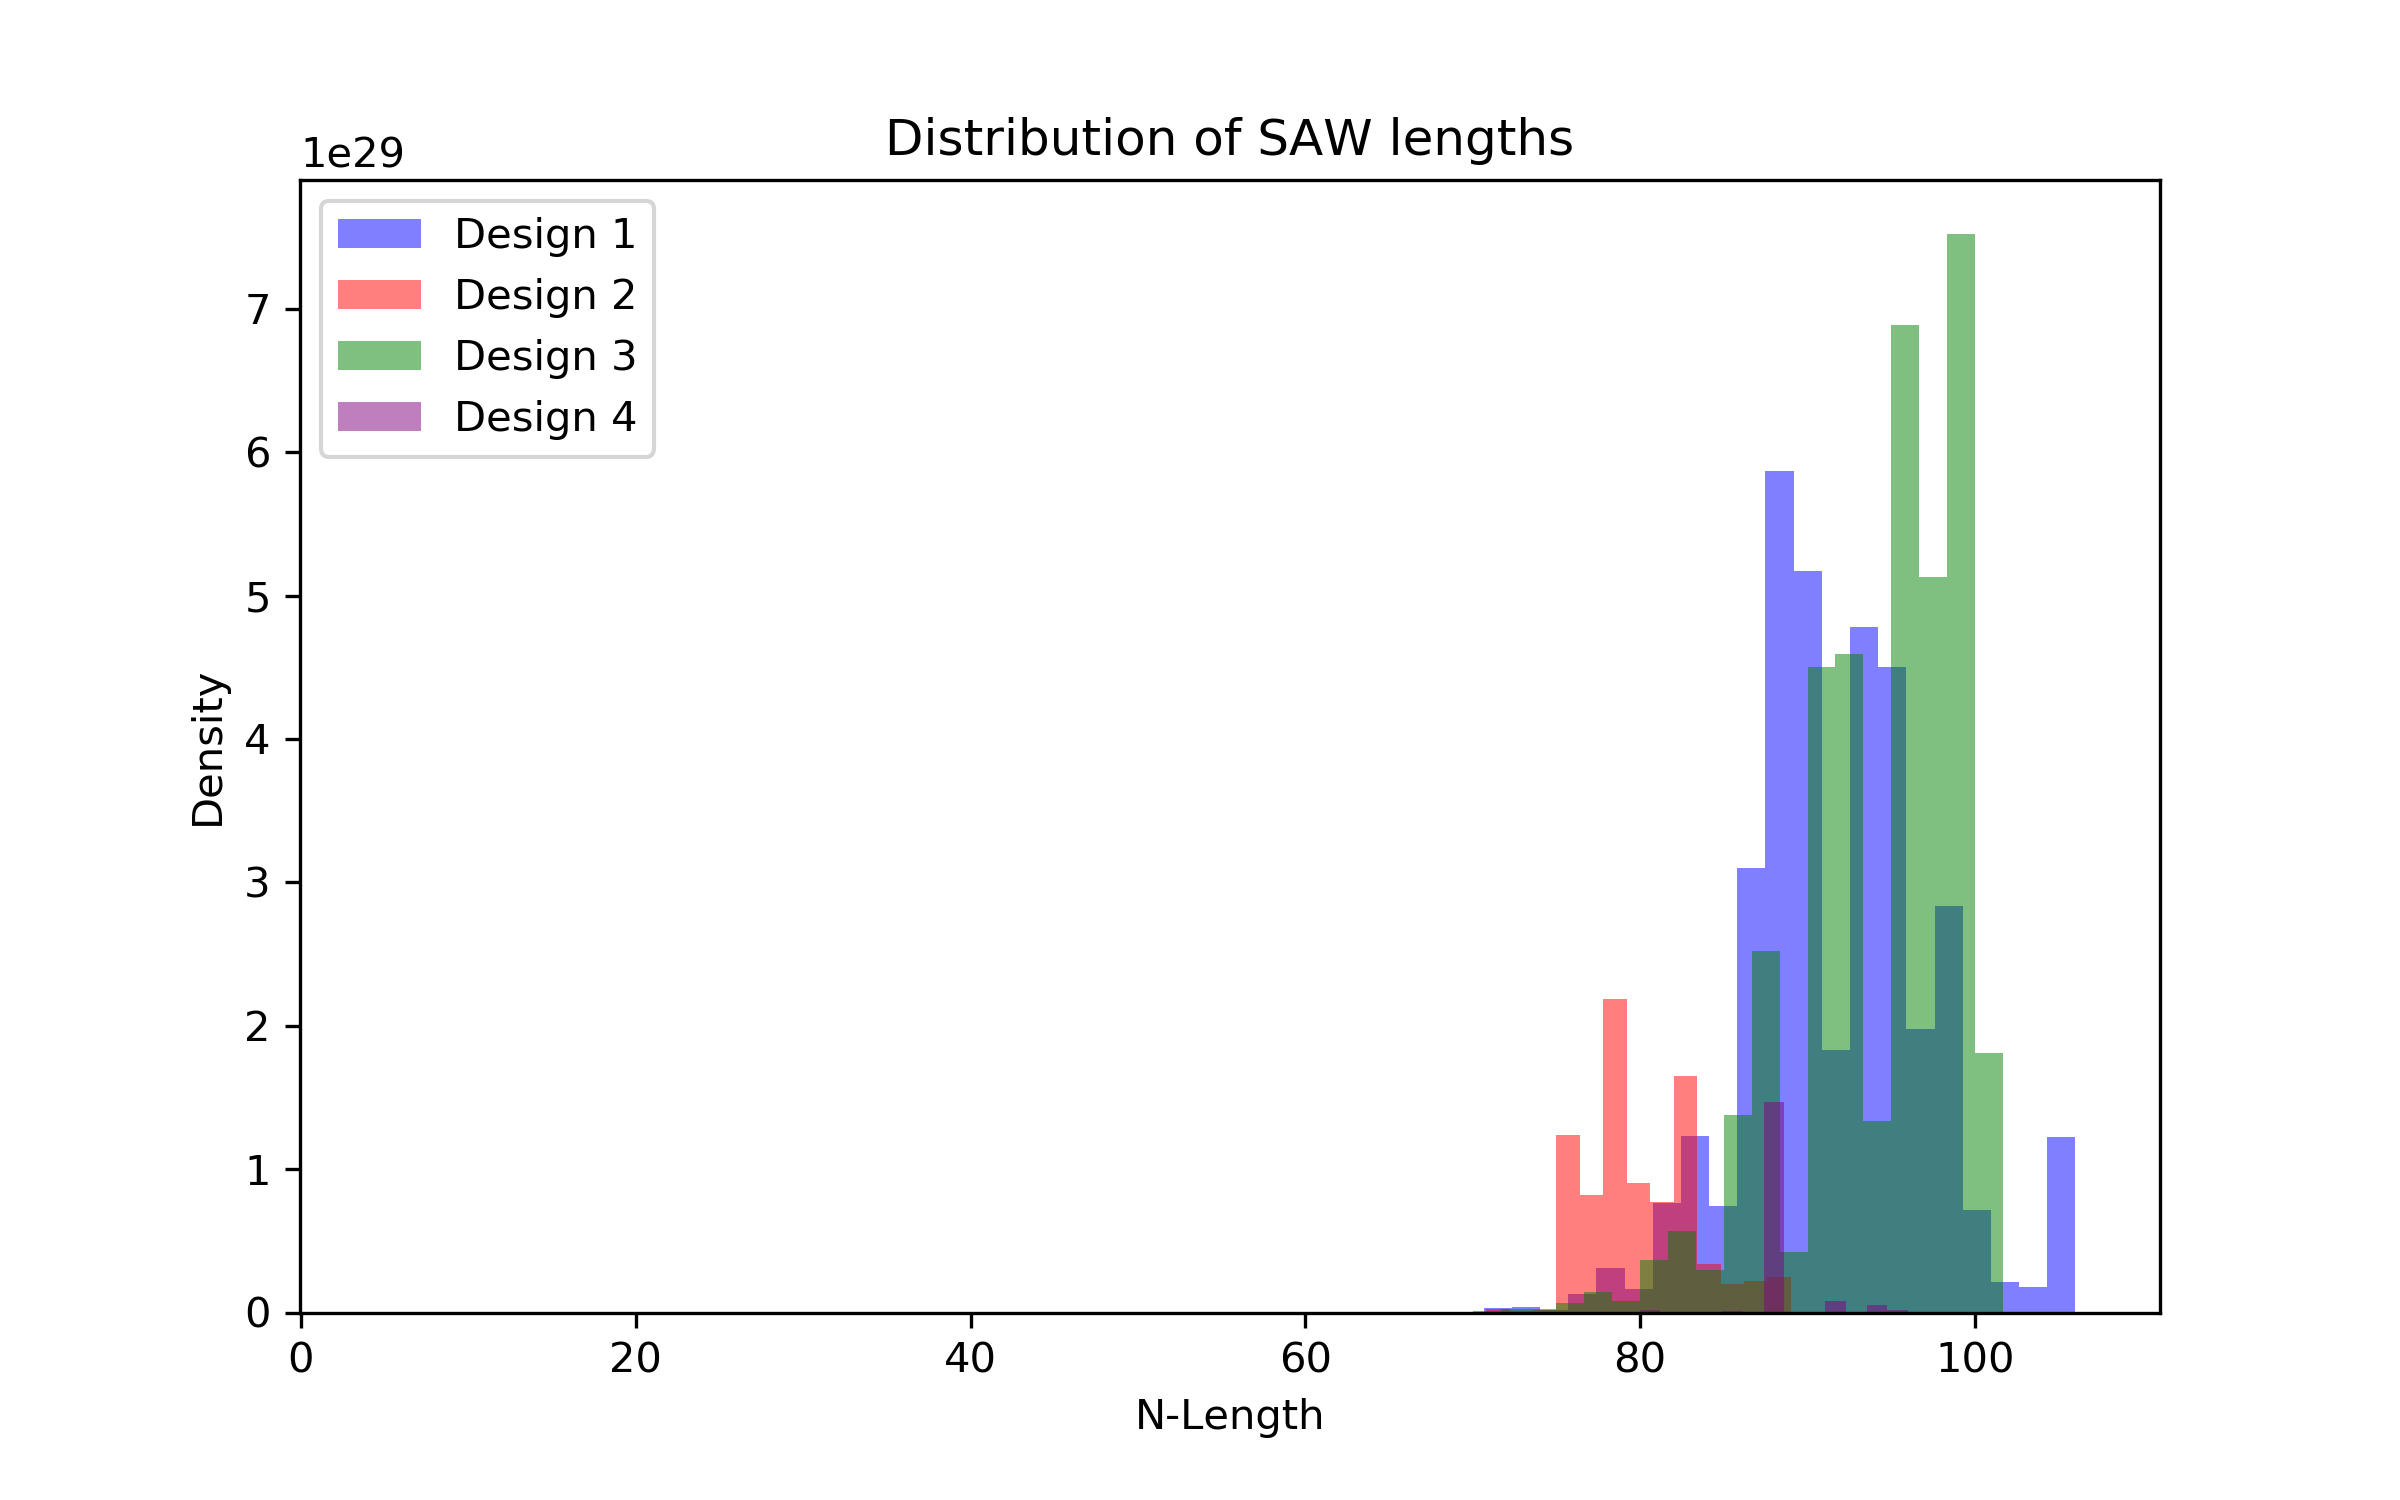 Distribution of SAW lengths
1e29
Design 1
Design 2
Design 3
Design 4
7
6
5
4
3
2
1
0
Density
0 20 40 60 80 100
N-Length